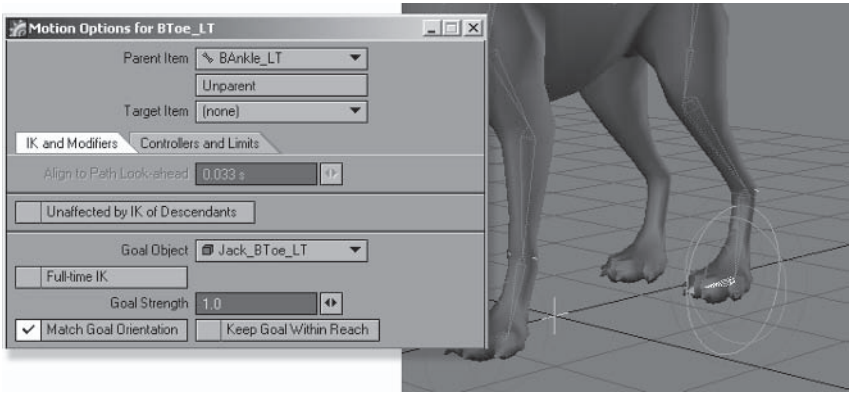 Motion Options for BToe_LT
Parent Item BAnkle_LT
Unparent
Target Item (none)
IK and Modifiers Controllers and Limits
Align to Path Look-ahead 0.033 s
Unaffected by IK of Descendants
Goal Object Jack_BToe_LT
Full-time IK
Goal Strength 1.0
Match Goal Orientation Keep Goal Within Reach